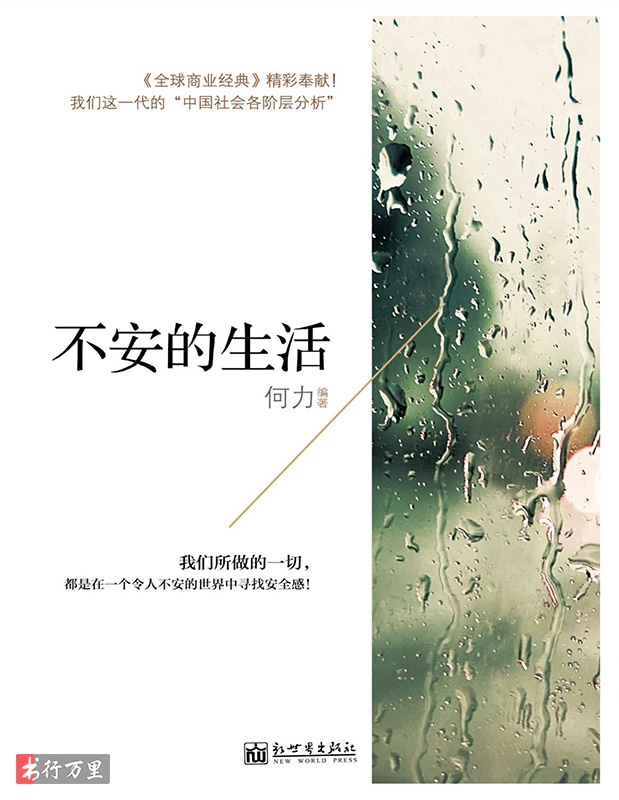 《全球商业经典》精彩奉献！
我们这一代的“中国社会各阶层分析”
不安的生活
何力 编著
我们所做的一切，
都是在一个令人不安的世界中寻找安全感！
新世界出版社
NEW WORLD PRESS
书行万里